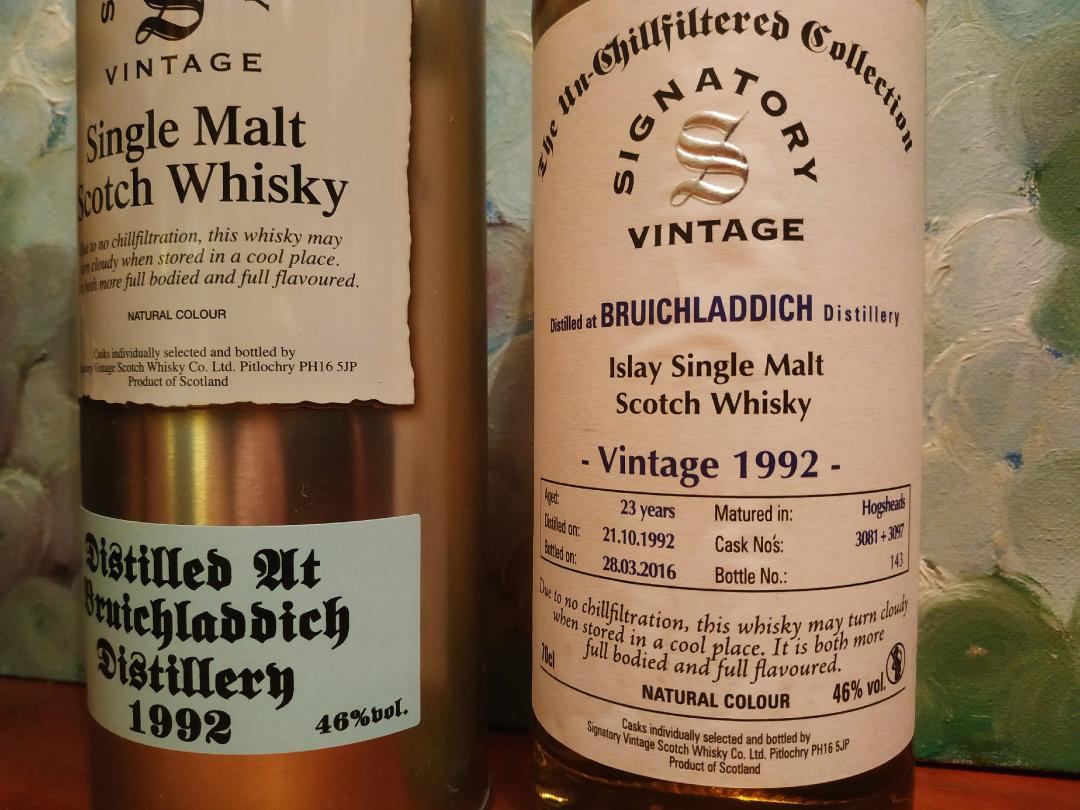 VINTAGE
Single Malt
Scotch Whisky
to no chillfiltration, this whisky may
cloudy when stored in a cool place.
both more full bodied and full flavoured.
NATURAL COLOUR
Casks individually selected and bottled by
Vintage Scotch Whisky Co. Ltd. Pitlochry PH16 5JP
Product of Scotland
Distilled At
Bruichladdich
Distillery
1992
46%vol.
The Un-Chillfiltered Collection
SIGNATORY
S
VINTAGE
Distilled at BRUICHLADDICH Distillery
Islay Single Malt
Scotch Whisky
- Vintage 1992 -
Aged: 23 years Matured in: Hogsheads
Distilled on: 21.10.1992 Cask No's: 3081 + 3097
Bottled on: 28.03.2016 Bottle No.: 143
Due to no chillfiltration, this whisky may turn cloudy
when stored in a cool place. It is both more
full bodied and full flavoured.
70cl
NATURAL COLOUR
46% vol.
Casks individually selected and bottled by
Signatory Vintage Scotch Whisky Co. Ltd. Pitlochry PH16 5JP
Product of Scotland